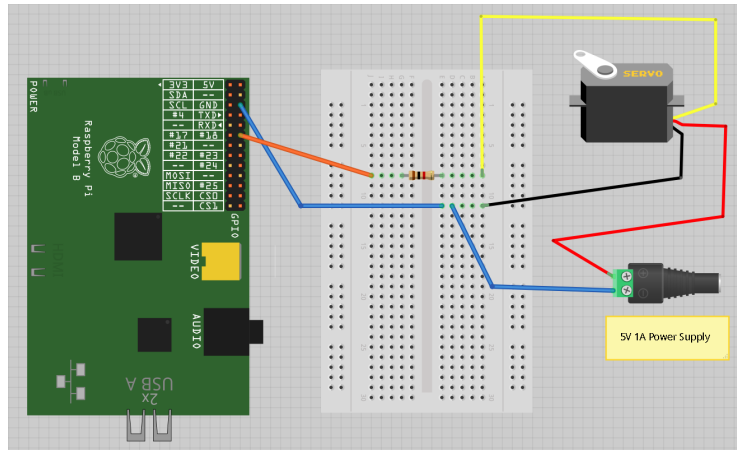 POWER
Raspberry Pi
Model B
3V3 5V
SDA --
SCL GND
#4 TXD
-- RXD
#17 #18
#21 --
#22 #23
-- #24
MOSI --
MISO #25
SCLK CS0
-- CS1
GPIO
HDMI
VIDEO
AUDIO
USB A
2x
SERVO
5V 1A Power Supply